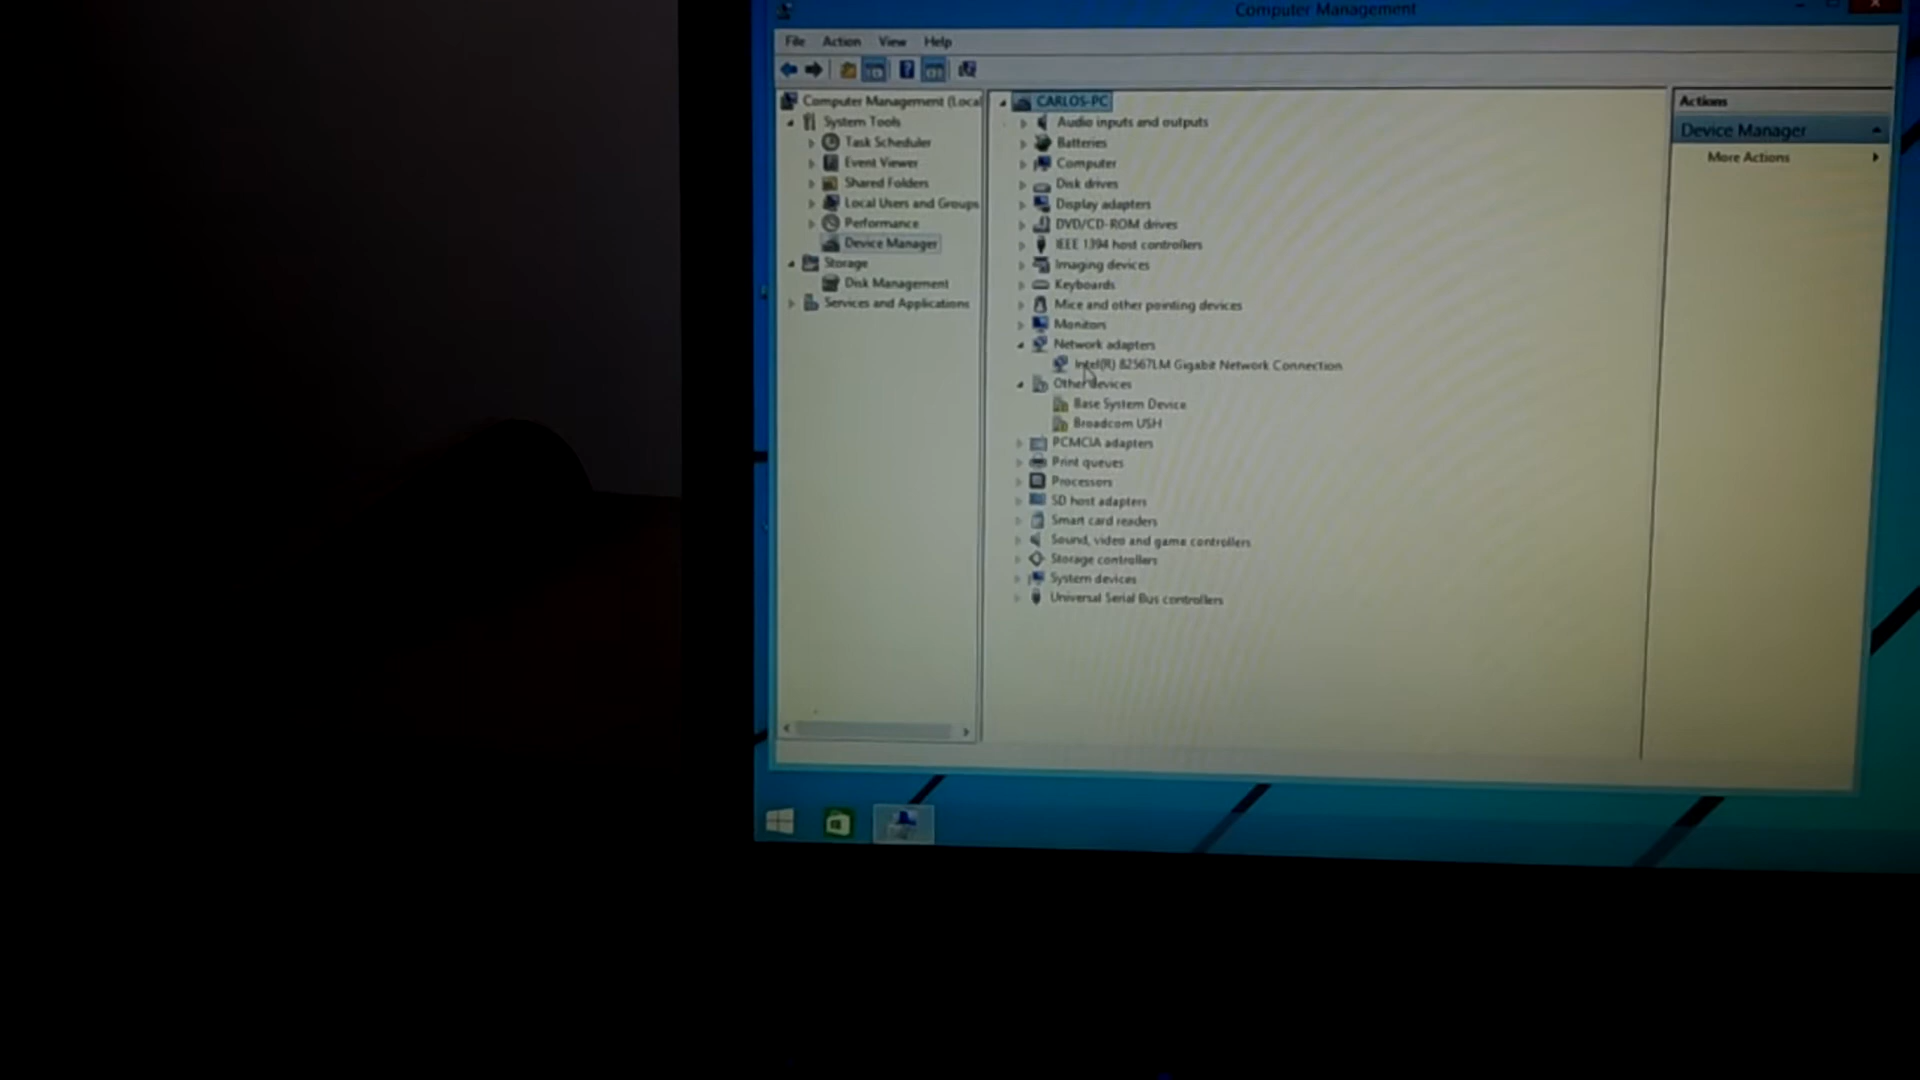 Computer Management
File Action View Help
Computer Management (Local
System Tools
Task Scheduler
Event Viewer
Shared Folders
Local Users and Groups
Performance
Device Manager
Storage
Disk Management
Services and Applications
CARLOS-PC
Audio inputs and outputs
Batteries
Computer
Disk drives
Display adapters
DVD/CD-ROM drives
IEEE 1394 host controllers
Imaging devices
Keyboards
Mice and other pointing devices
Monitors
Network adapters
Intel(R) 82567LM Gigabit Network Connection
Other devices
Base System Device
Broadcom USH
PCMCIA adapters
Print queues
Processors
SD host adapters
Smart card readers
Sound, video and game controllers
Storage controllers
System devices
Universal Serial Bus controllers
Actions
Device Manager
More Actions